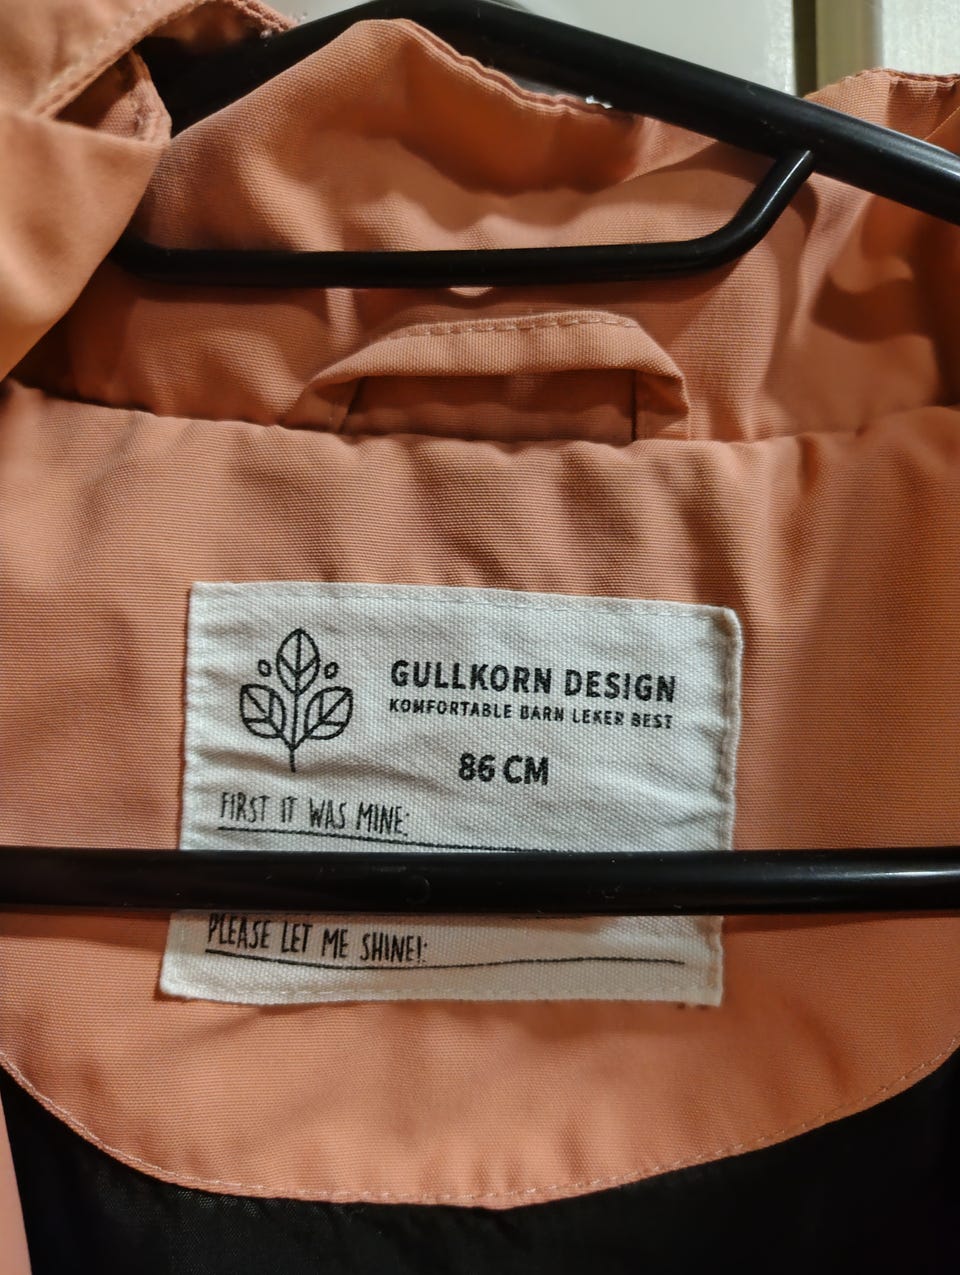 GULLKORN DESIGN
KOMFORTABLE BARN LEKER BEST
86 CM
FIRST IT WAS MINE:
PLEASE LET ME SHINE!: